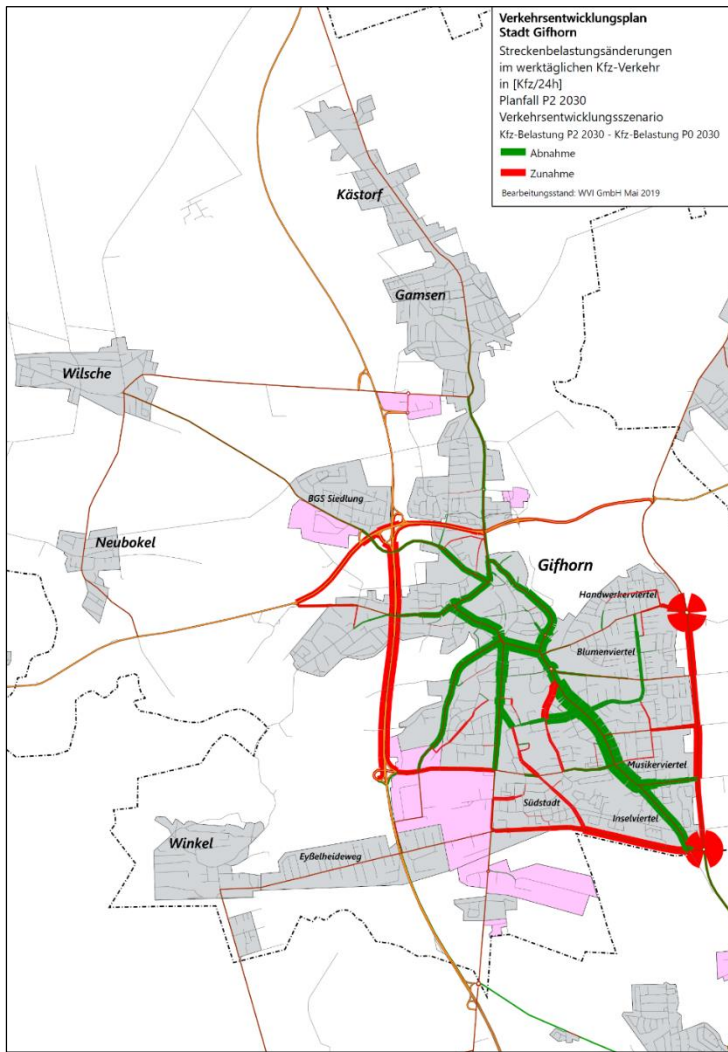 Verkehrsentwicklungsplan
Stadt Gifhorn
Streckenbelastungsänderungen
im werktäglichen Kfz-Verkehr
in [Kfz/24h]
Planfall P2 2030
Verkehrsentwicklungsszenario
Kfz-Belastung P2 2030 - Kfz-Belastung P0 2030
Abnahme
Zunahme
Bearbeitungsstand: WVI GmbH Mai 2019
Kästorf
Gamsen
Wilsche
BGS Siedlung
Neubokel
Gifhorn
Handwerkerviertel
Blumenviertel
Musikerviertel
Südstadt
Inselviertel
Winkel
Eyßelheideweg